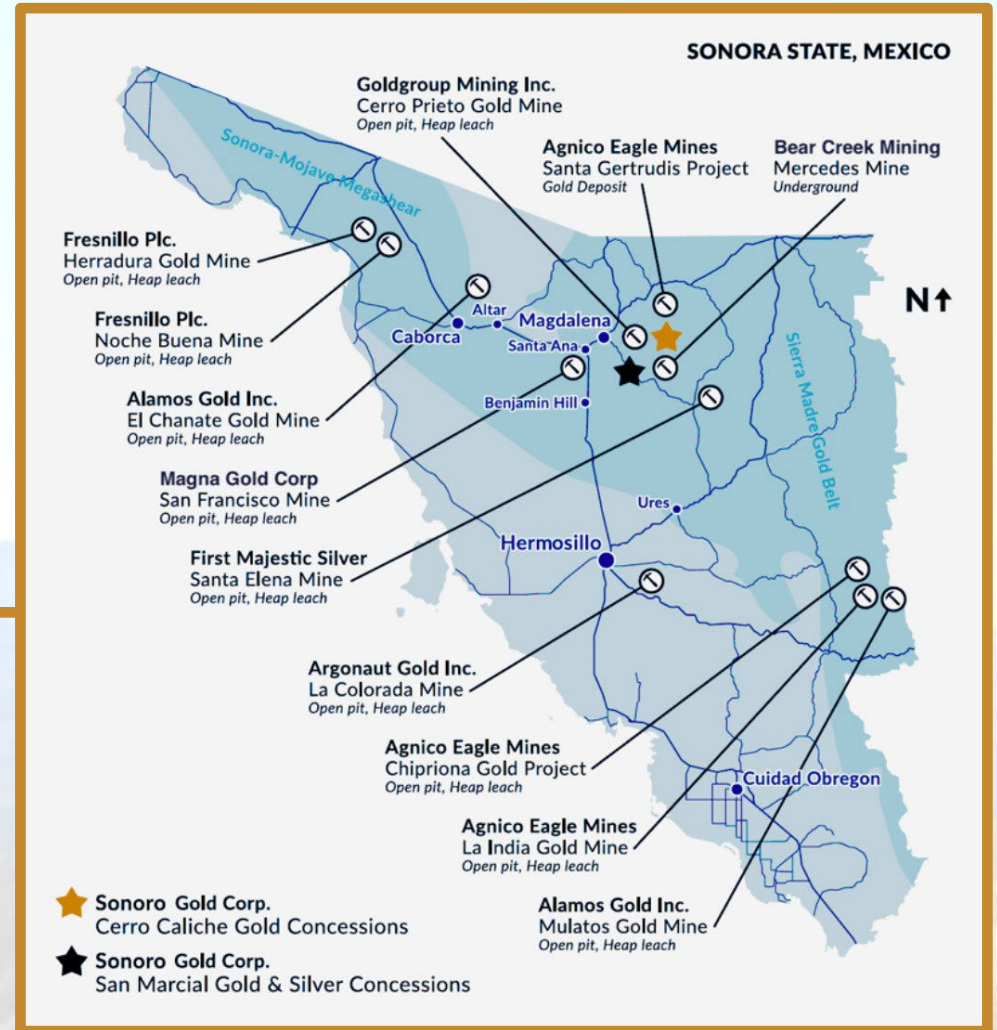 SONORA STATE, MEXICO
Goldgroup Mining Inc.
Cerro Prieto Gold Mine
Open pit, Heap leach
Agnico Eagle Mines
Santa Gertrudis Project
Gold Deposit
Bear Creek Mining
Mercedes Mine
Underground
Sonora-Mojave Megashear
Fresnillo Plc.
Herradura Gold Mine
Open pit, Heap leach
N
Fresnillo Plc.
Noche Buena Mine
Open pit, Heap leach
Altar
Caborca
Magdalena
Santa Ana
Benjamin Hill
Alamos Gold Inc.
El Chanate Gold Mine
Open pit, Heap leach
Sierra Madre Gold Belt
Magna Gold Corp
San Francisco Mine
Open pit, Heap leach
Ures
Hermosillo
First Majestic Silver
Santa Elena Mine
Open pit, Heap leach
Argonaut Gold Inc.
La Colorada Mine
Open pit, Heap leach
Agnico Eagle Mines
Chipriona Gold Project
Open pit, Heap leach
Cuidad Obregon
Agnico Eagle Mines
La India Gold Mine
Open pit, Heap leach
Alamos Gold Inc.
Mulatos Gold Mine
Open pit, Heap leach
Sonoro Gold Corp.
Cerro Caliche Gold Concessions
Sonoro Gold Corp.
San Marcial Gold & Silver Concessions